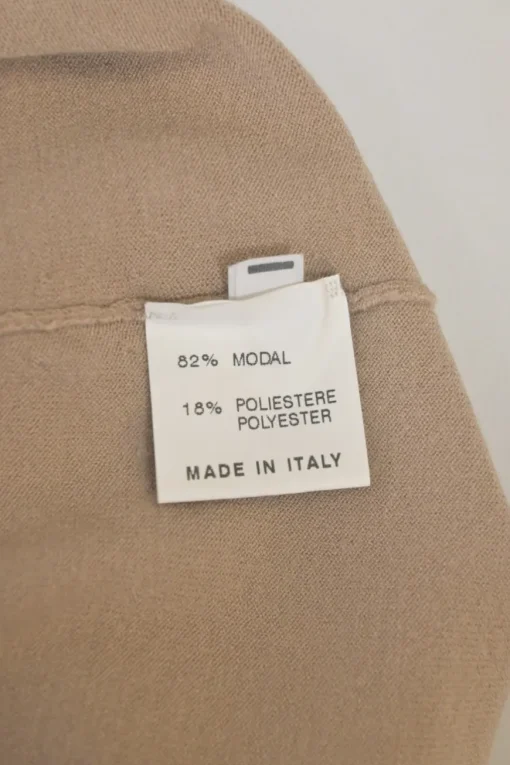 82% MODAL
18% POLIESTERE
POLYESTER
MADE IN ITALY